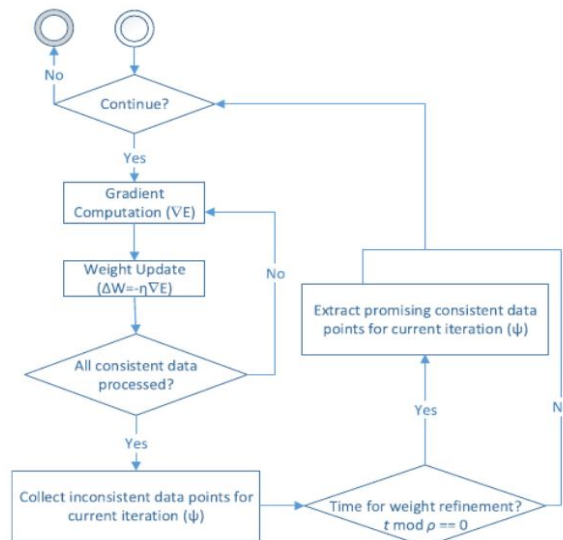 No
Continue?
Yes
Gradient
Computation (∇E)
Weight Update
(ΔW=-η∇E)
No
All consistent data
processed?
Yes
Collect inconsistent data points for
current iteration (ψ)
Extract promising consistent data
points for current iteration (ψ)
Yes
N
Time for weight refinement?
t mod ρ == 0